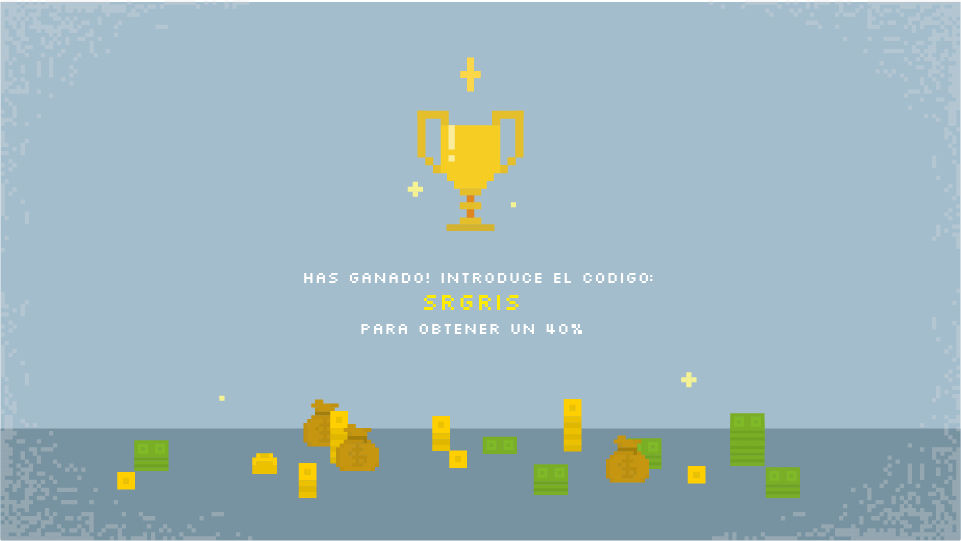 HAS GANADO! INTRODUCE EL CODIGO:
SRGRIS
PARA OBTENER UN 40%